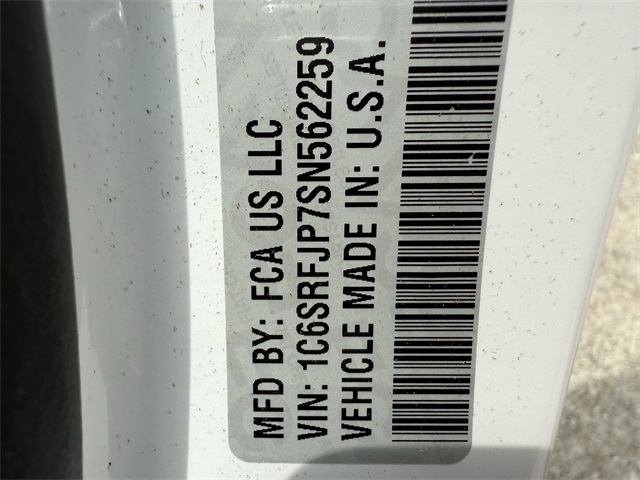 MFD BY: FCA US LLC
VIN: 1C6SRFJP7SN562259
VEHICLE MADE IN: U.S.A.